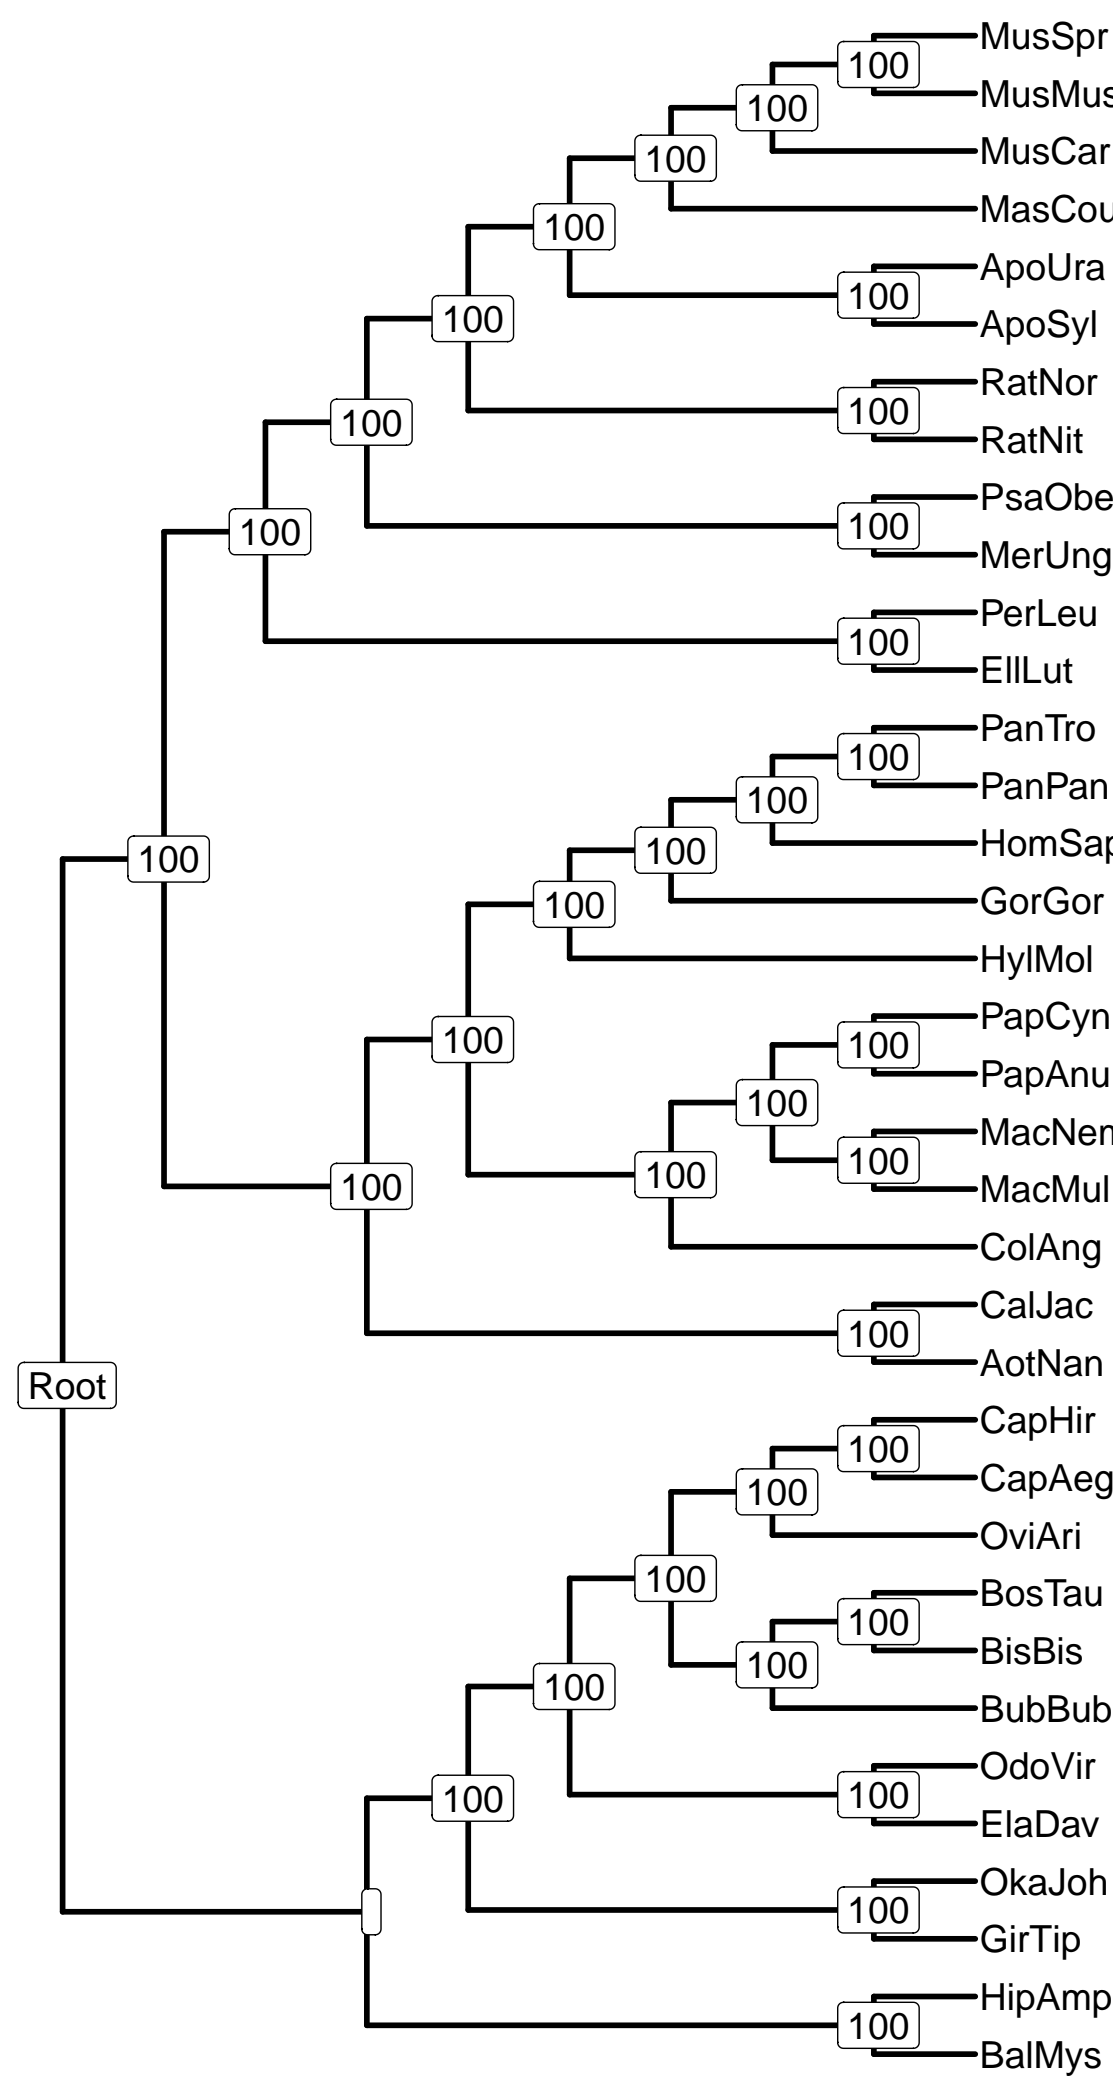 MusSpr
100
MusMus
100
MusCar
100
MasCou
100
ApoUra
100
ApoSyl
100
RatNor
100
RatNit
100
PsaObe
100
MerUng
100
PerLeu
100
EllLut
PanTro
100
PanPan
100
HomSap
100
100
GorGor
100
HylMol
PapCyn
100
100
PapAnu
100
MacNem
100
100
100
MacMul
ColAng
CalJac
100
AotNan
Root
CapHir
100
CapAeg
100
OviAri
100
BosTau
100
BisBis
100
100
BubBub
OdoVir
100
100
ElaDav
OkaJoh
100
GirTip
HipAmp
100
BalMys